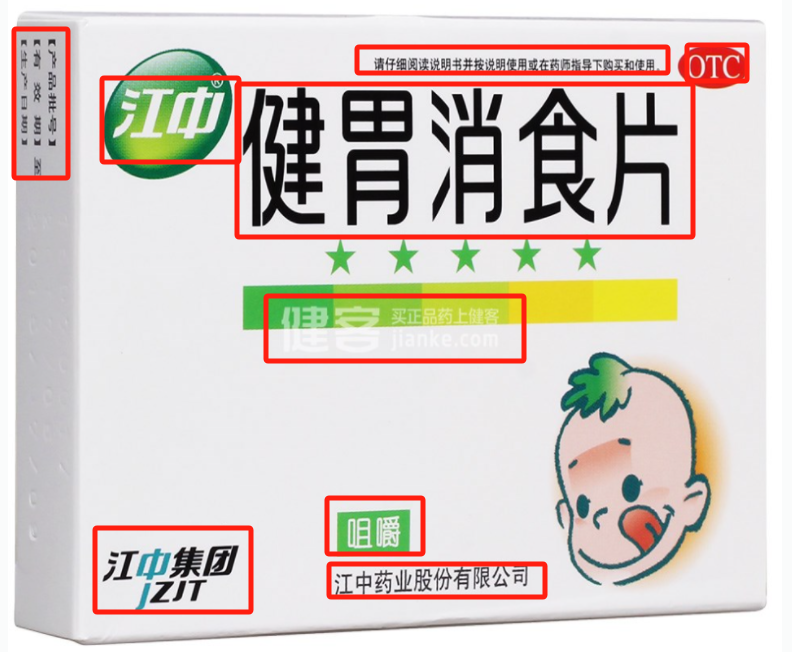 【产品批号】
【有效期】至
【生产日期】
请仔细阅读说明书并按说明使用或在药师指导下购买和使用.
OTC
江中®
健胃消食片
健客 买正品药上健客
jianke.com
咀嚼
江中集团
JZJT
江中药业股份有限公司